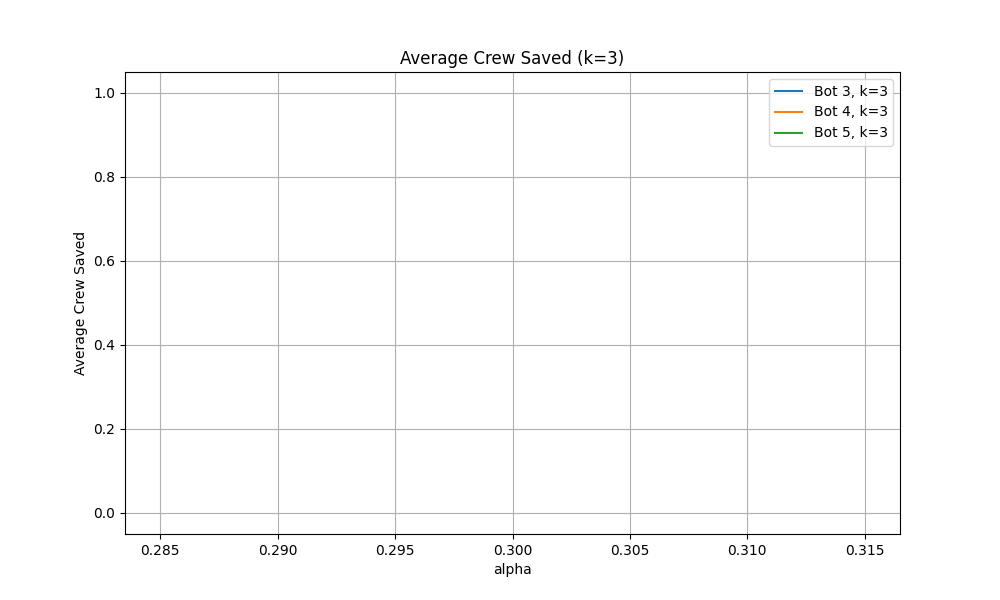 Average Crew Saved (k=3)
Bot 3, k=3
Bot 4, k=3
Bot 5, k=3
Average Crew Saved
1.0
0.8
0.6
0.4
0.2
0.0
0.285
0.290
0.295
0.300
0.305
0.310
0.315
alpha